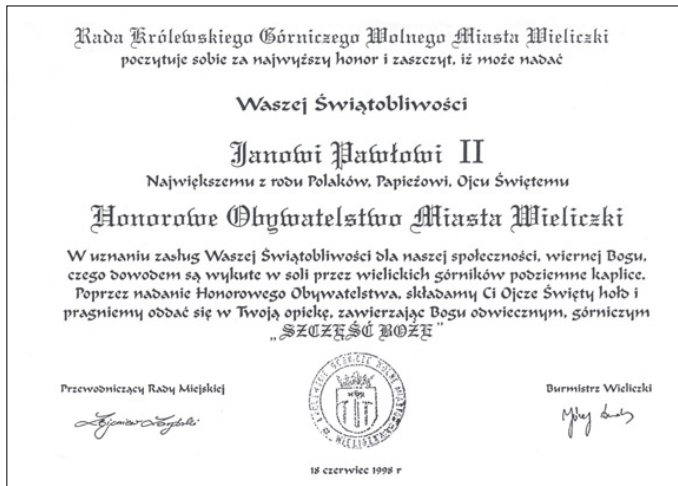 Rada Królewskiego Górniczego Wolnego Miasta Wieliczki
poczytuje sobie za najwyższy honor i zaszczyt, iż może nadać
Waszej Świątobliwości
Janowi Pawłowi II
Największemu z rodu Polaków, Papieżowi, Ojcu Świętemu
Honorowe Obywatelstwo Miasta Wieliczki
W uznaniu zasług Waszej Świątobliwości dla naszej społeczności, wiernej Bogu,
czego dowodem są wykute w soli przez wielickich górników podziemne kaplice.
Poprzez nadanie Honorowego Obywatelstwa, składamy Ci Ojcze Święty hołd i
pragniemy oddać się w Twoją opiekę, zawierzając Bogu odwiecznym, górniczym
„SZCZĘŚĆ BOŻE"
Przewodniczący Rady Miejskiej
Burmistrz Wieliczki
18 czerwiec 1998 r